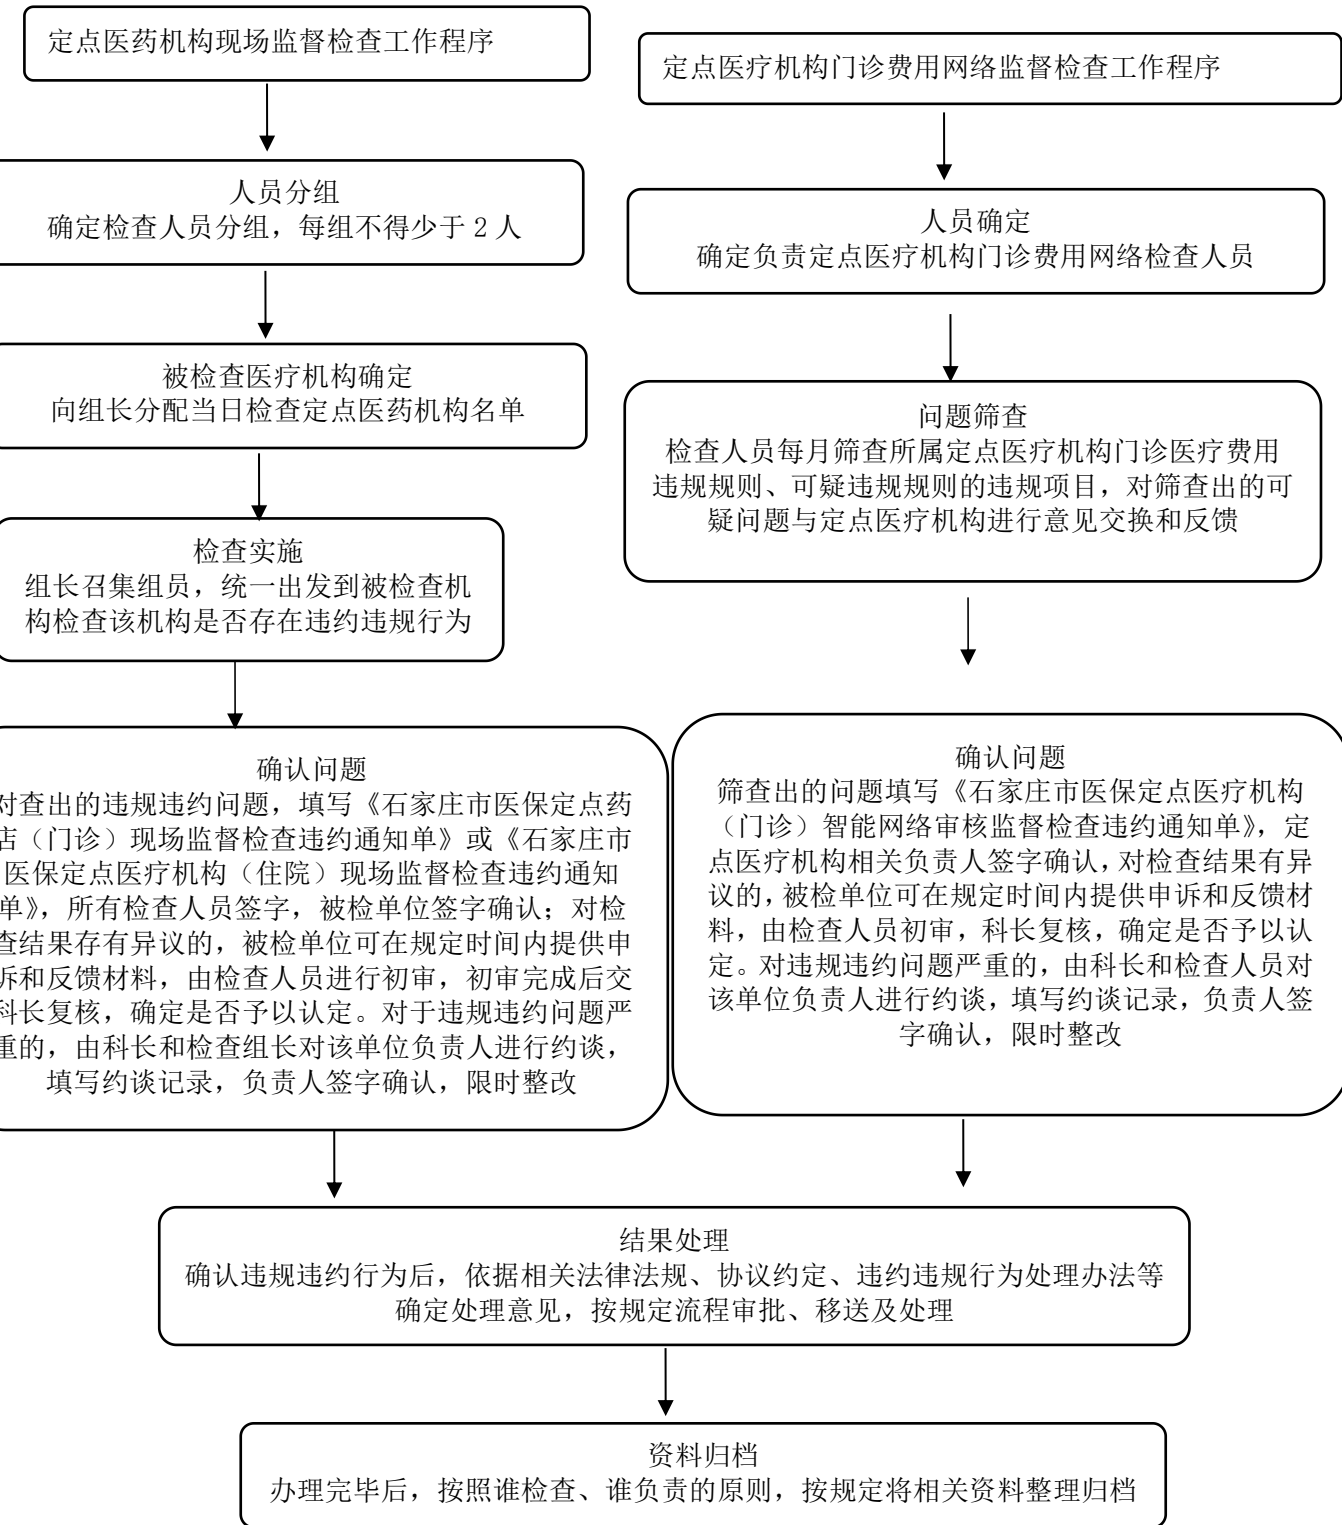 定点医药机构现场监督检查工作程序
人员分组
确定检查人员分组，每组不得少于 2 人
被检查医疗机构确定
向组长分配当日检查定点医药机构名单
检查实施
组长召集组员，统一出发到被检查机
构检查该机构是否存在违约违规行为
确认问题
对查出的违规违约问题，填写《石家庄市医保定点药
店（门诊）现场监督检查违约通知单》或《石家庄市
医保定点医疗机构（住院）现场监督检查违约通知
单》，所有检查人员签字，被检单位签字确认；对检
查结果存有异议的，被检单位可在规定时间内提供申
诉和反馈材料，由检查人员进行初审，初审完成后交
科长复核，确定是否予以认定。对于违规违约问题严
重的，由科长和检查组长对该单位负责人进行约谈，
填写约谈记录，负责人签字确认，限时整改
定点医疗机构门诊费用网络监督检查工作程序
人员确定
确定负责定点医疗机构门诊费用网络检查人员
问题筛查
检查人员每月筛查所属定点医疗机构门诊医疗费用
违规规则、可疑违规规则的违规项目，对筛查出的可
疑问题与定点医疗机构进行意见交换和反馈
确认问题
筛查出的问题填写《石家庄市医保定点医疗机构
（门诊）智能网络审核监督检查违约通知单》，定
点医疗机构相关负责人签字确认，对检查结果有异
议的，被检单位可在规定时间内提供申诉和反馈材
料，由检查人员初审，科长复核，确定是否予以认
定。对违规违约问题严重的，由科长和检查人员对
该单位负责人进行约谈，填写约谈记录，负责人签
字确认，限时整改
结果处理
确认违规违约行为后，依据相关法律法规、协议约定、违约违规行为处理办法等
确定处理意见，按规定流程审批、移送及处理
资料归档
办理完毕后，按照谁检查、谁负责的原则，按规定将相关资料整理归档